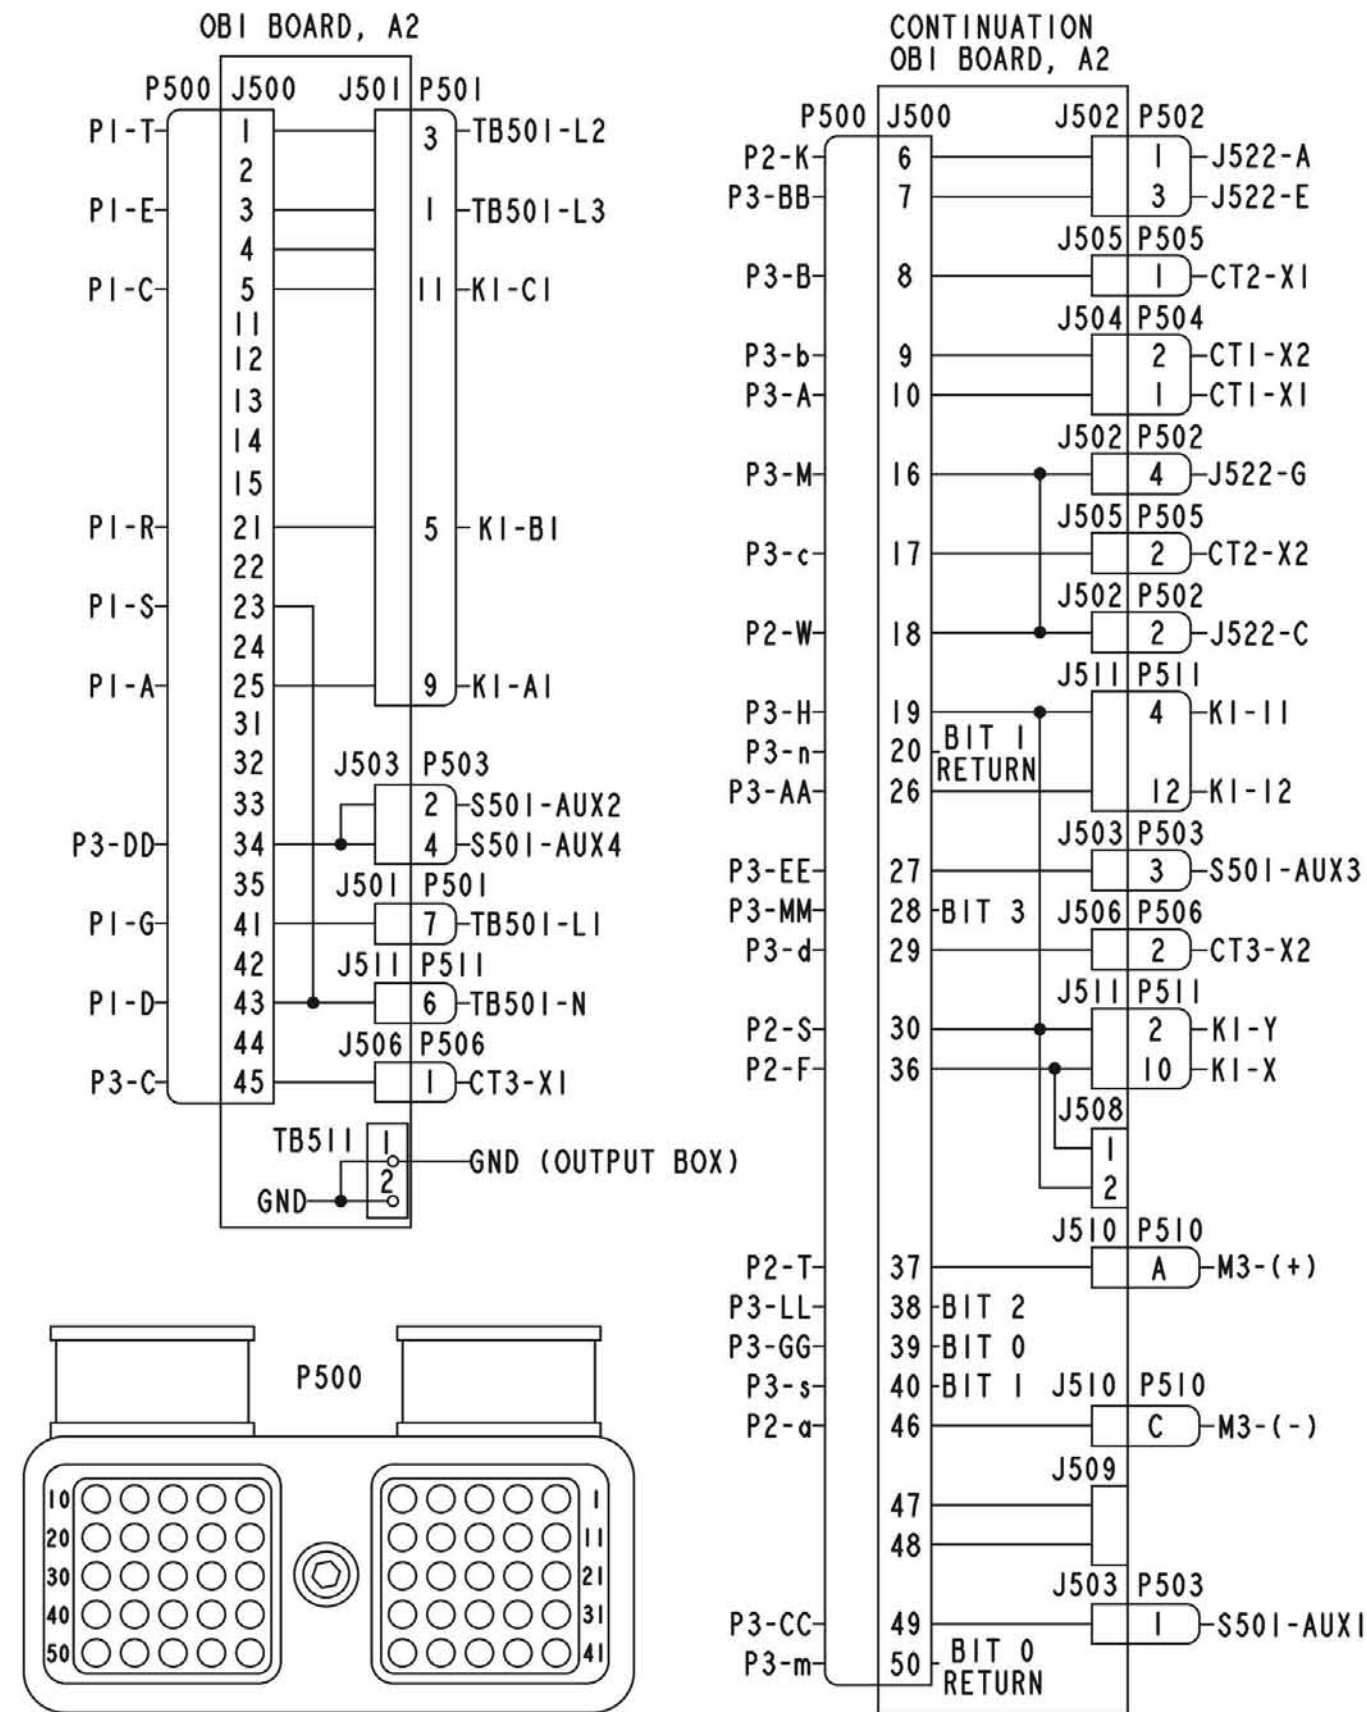 OBI BOARD, A2
P500 J500 J501 P501
P1-T 1 3 TB501-L2
2
P1-E 3 1 TB501-L3
4
P1-C 5 11 K1-C1
11
12
13
14
15
P1-R 21 5 K1-B1
22
P1-S 23
24
P1-A 25 9 K1-A1
31
32 J503 P503
33 2 S501-AUX2
P3-DD 34 4 S501-AUX4
35 J501 P501
P1-G 41 7 TB501-L1
42 J511 P511
P1-D 43 6 TB501-N
44 J506 P506
P3-C 45 1 CT3-X1
TB511 1 GND (OUTPUT BOX)
2
GND
P500
10 1
20 11
30 21
40 31
50 41
CONTINUATION
OBI BOARD, A2
P500 J500 J502 P502
P2-K 6 1 J522-A
P3-BB 7 3 J522-E
J505 P505
P3-B 8 1 CT2-X1
J504 P504
P3-b 9 2 CT1-X2
P3-A 10 1 CT1-X1
J502 P502
P3-M 16 4 J522-G
J505 P505
P3-c 17 2 CT2-X2
J502 P502
P2-W 18 2 J522-C
J511 P511
P3-H 19 4 K1-11
P3-n 20 BIT 1
RETURN
P3-AA 26 12 K1-12
J503 P503
P3-EE 27 3 S501-AUX3
P3-MM 28 BIT 3 J506 P506
P3-d 29 2 CT3-X2
J511 P511
P2-S 30 2 K1-Y
P2-F 36 10 K1-X
J508
1
2
J510 P510
P2-T 37 A M3-(+)
P3-LL 38 BIT 2
P3-GG 39 BIT 0
P3-s 40 BIT 1 J510 P510
P2-a 46 C M3-(-)
J509
47
48
J503 P503
P3-CC 49 1 S501-AUX1
P3-m 50 BIT 0
RETURN